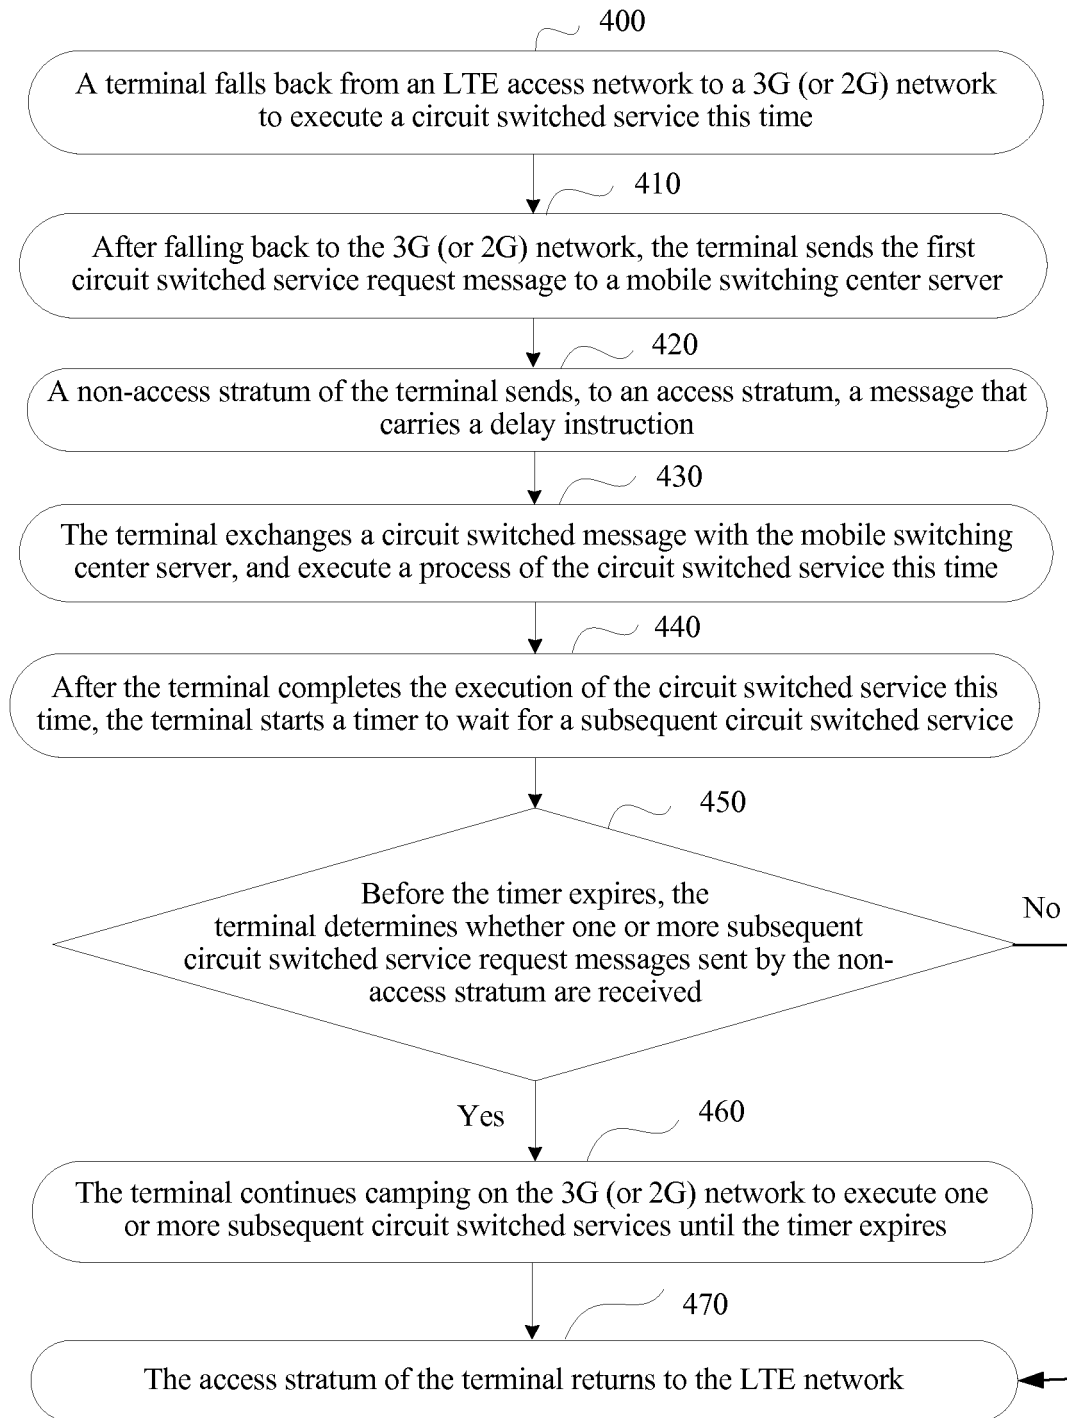 400
A terminal falls back from an LTE access network to a 3G (or 2G) network
to execute a circuit switched service this time
410
After falling back to the 3G (or 2G) network, the terminal sends the first
circuit switched service request message to a mobile switching center server
420
A non-access stratum of the terminal sends, to an access stratum, a message that
carries a delay instruction
430
The terminal exchanges a circuit switched message with the mobile switching
center server, and execute a process of the circuit switched service this time
440
After the terminal completes the execution of the circuit switched service this
time, the terminal starts a timer to wait for a subsequent circuit switched service
450
Before the timer expires, the
terminal determines whether one or more subsequent
circuit switched service request messages sent by the non-
access stratum are received
No
Yes
460
The terminal continues camping on the 3G (or 2G) network to execute one
or more subsequent circuit switched services until the timer expires
470
The access stratum of the terminal returns to the LTE network